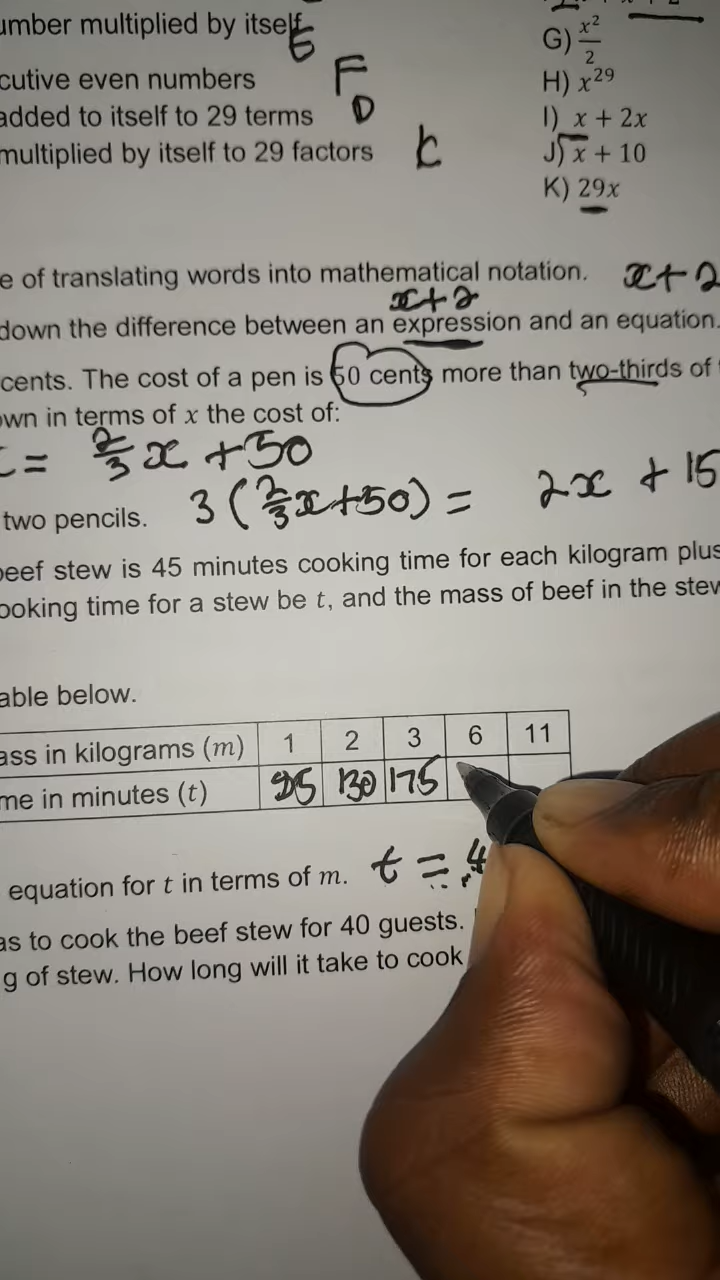 umber multiplied by itself
G) x²/2
cutive even numbers F
H) x²⁹
added to itself to 29 terms D
I) x + 2x
multiplied by itself to 29 factors
J) x + 10
K) 29x
e of translating words into mathematical notation. x+2
x+2
down the difference between an expression and an equation.
cents. The cost of a pen is 50 cents more than two-thirds of
own in terms of x the cost of:
= 2/3 x + 50
two pencils. 3(2/3x+50) = 2x + 15
beef stew is 45 minutes cooking time for each kilogram plus
ooking time for a stew be t, and the mass of beef in the stew
able below.
ass in kilograms (m) 1 2 3 6 11
me in minutes (t) 95 130 175
equation for t in terms of m. t = 4
as to cook the beef stew for 40 guests.
g of stew. How long will it take to cook